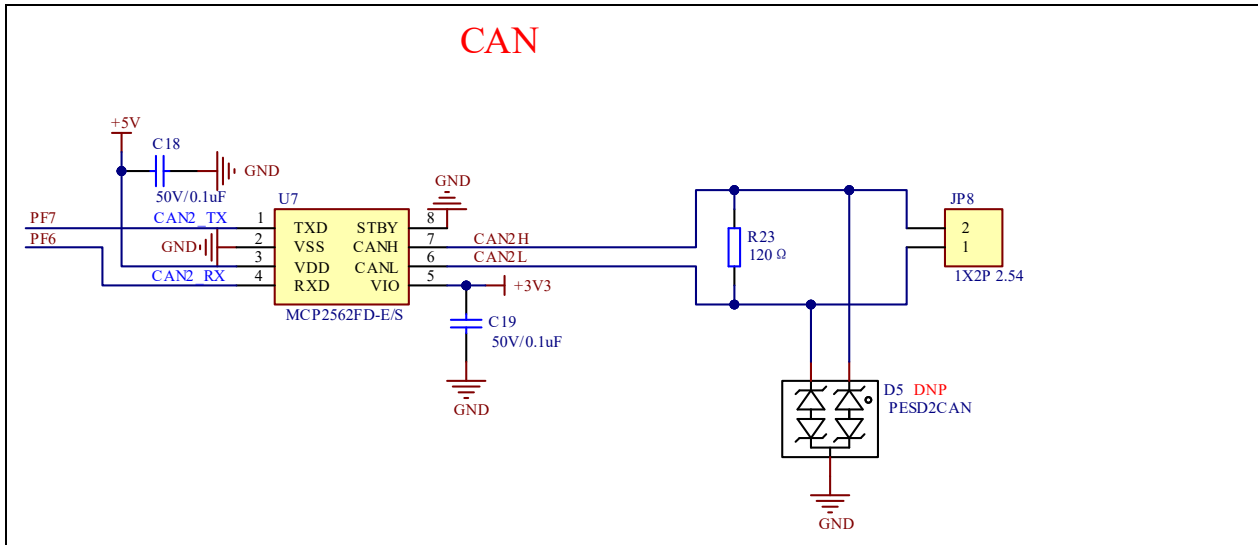 CAN
+5V
C18
GND
50V/0.1uF
U7
GND
JP8
PF7
CAN2_TX
1
TXD
STBY
8
2
PF6
GND
2
VSS
CANH
7
CAN2H
R23
1
3
VDD
CANL
6
CAN2L
120 Ω
CAN2_RX
4
RXD
VIO
5
+3V3
1X2P 2.54
MCP2562FD-E/S
C19
50V/0.1uF
D5 DNP
GND
PESD2CAN
GND